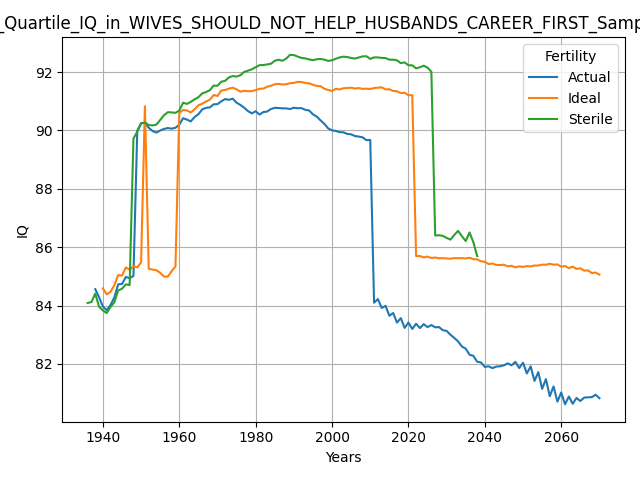 _Quartile_IQ_in_WIVES_SHOULD_NOT_HELP_HUSBANDS_CAREER_FIRST_Samp
Fertility
Actual
Ideal
Sterile
IQ
92
90
88
86
84
82
1940
1960
1980
2000
2020
2040
2060
Years